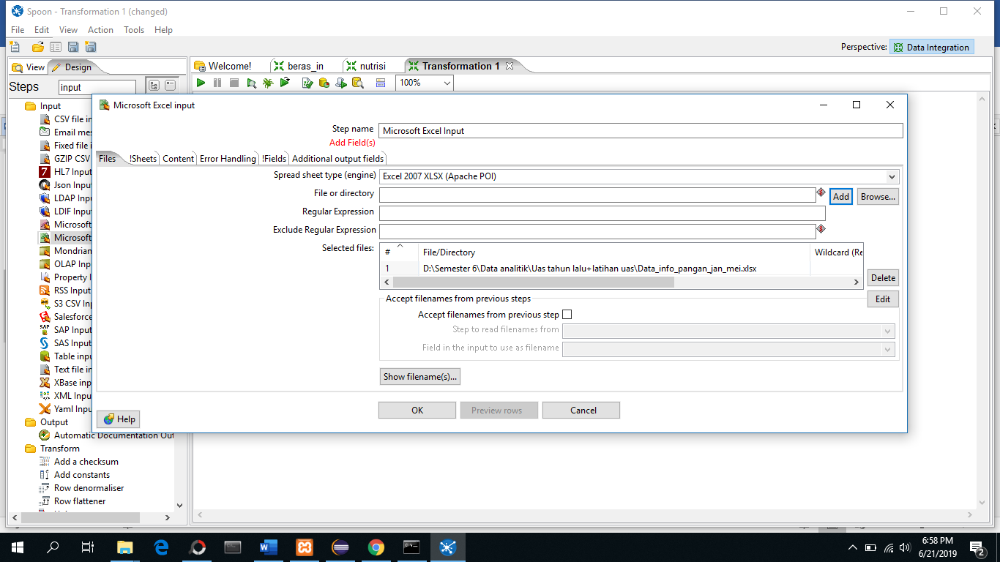 Spoon - Transformation 1 (changed)
File Edit View Action Tools Help
Perspective: Data Integration
View Design
Welcome! beras_in nutrisi Transformation 1
Steps input
100%
Input
CSV file in
Email mes
Fixed file i
GZIP CSV
HL7 Input
Json Input
LDAP Inpu
LDIF Input
Microsoft
Microsoft
Mondrian
OLAP Inp
Property I
RSS Input
S3 CSV Inp
Salesforce
SAP Input
SAS Input
Table inpu
Text file in
XBase inp
XML Inpu
Yaml Inpu
Output
Automatic Documentation Out
Transform
Add a checksum
Add constants
Row denormaliser
Row flattener
Microsoft Excel input
Step name Microsoft Excel Input
Add Field(s)
Files !Sheets Content Error Handling !Fields Additional output fields
Spread sheet type (engine) Excel 2007 XLSX (Apache POI)
File or directory Add Browse...
Regular Expression
Exclude Regular Expression
Selected files: # File/Directory Wildcard (Re
1 D:\Semester 6\Data analitik\Uas tahun lalu+latihan uas\Data_info_pangan_jan_mei.xlsx
Delete
Edit
Accept filenames from previous steps
Accept filenames from previous step
Step to read filenames from
Field in the input to use as filename
Show filename(s)...
OK Preview rows Cancel
Help
6:58 PM
6/21/2019
2